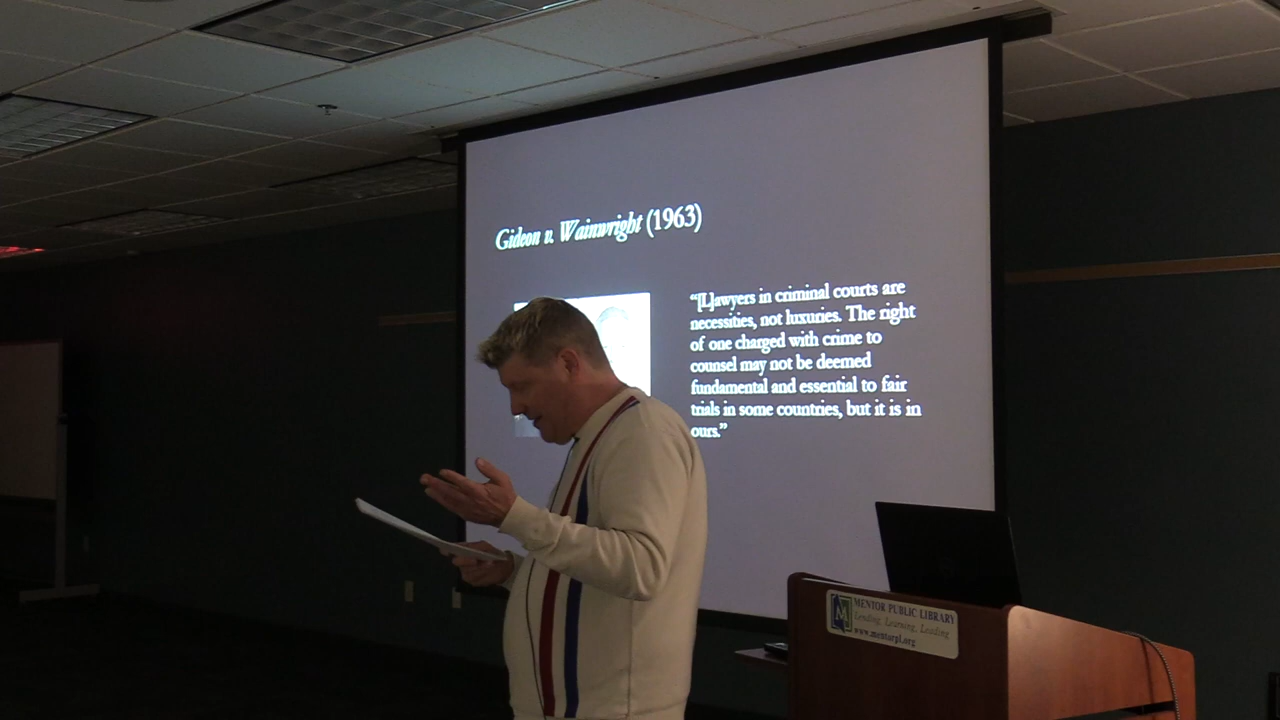 Gideon v. Wainwright (1963)
“[L]awyers in criminal courts are
necessities, not luxuries. The right
of one charged with crime to
counsel may not be deemed
fundamental and essential to fair
trials in some countries, but it is in
ours.”
MENTOR PUBLIC LIBRARY
Lending, Learning, Leading
www.mentorpl.org